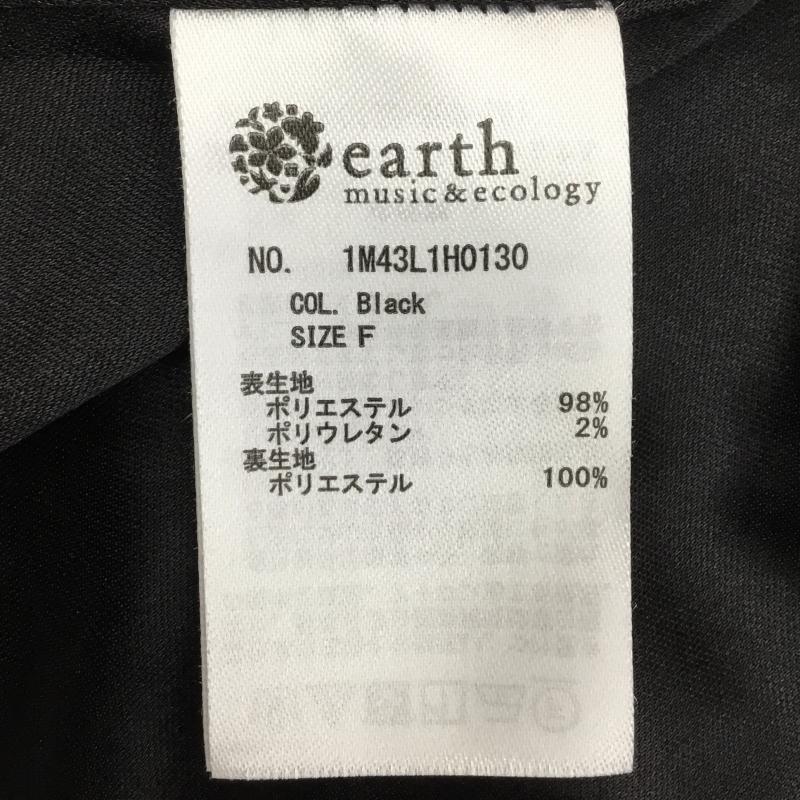 earth
music&ecology
NO. 1M43L1H0130
COL. Black
SIZE F
表生地
ポリエステル 98%
ポリウレタン 2%
裏生地
ポリエステル 100%